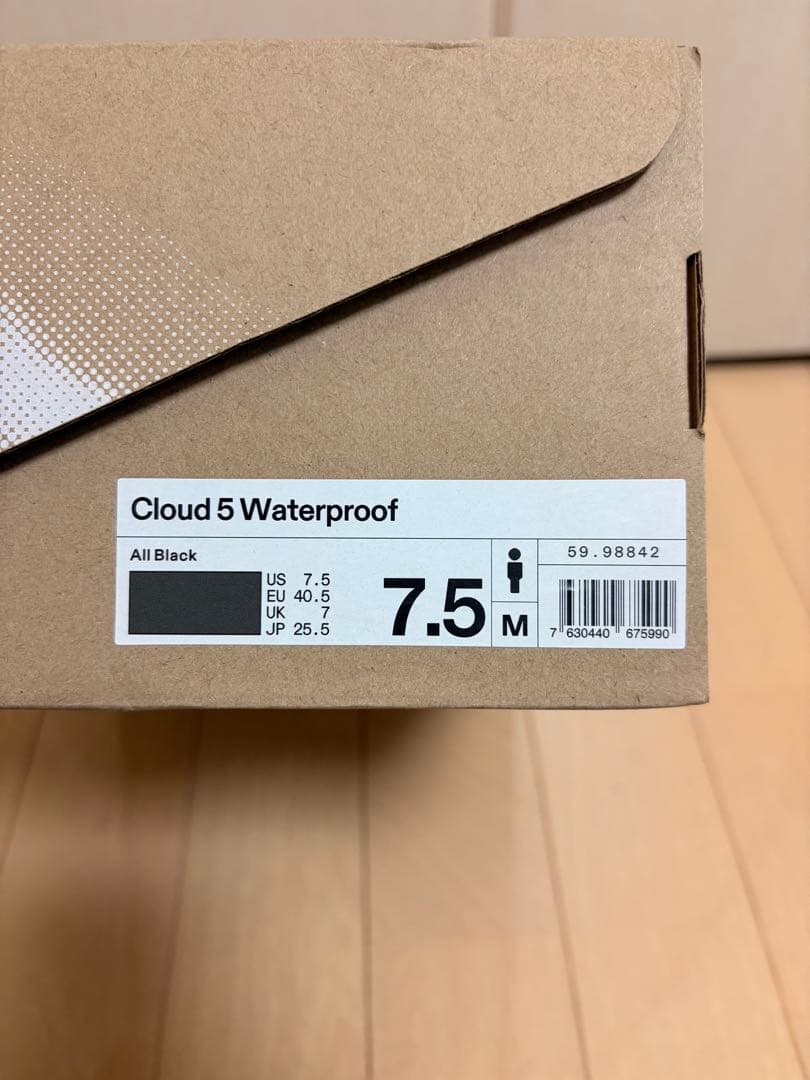 Cloud 5 Waterproof
All Black
US 7.5
EU 40.5
UK 7
JP 25.5
7.5
M
59.98842
7 630440 675990